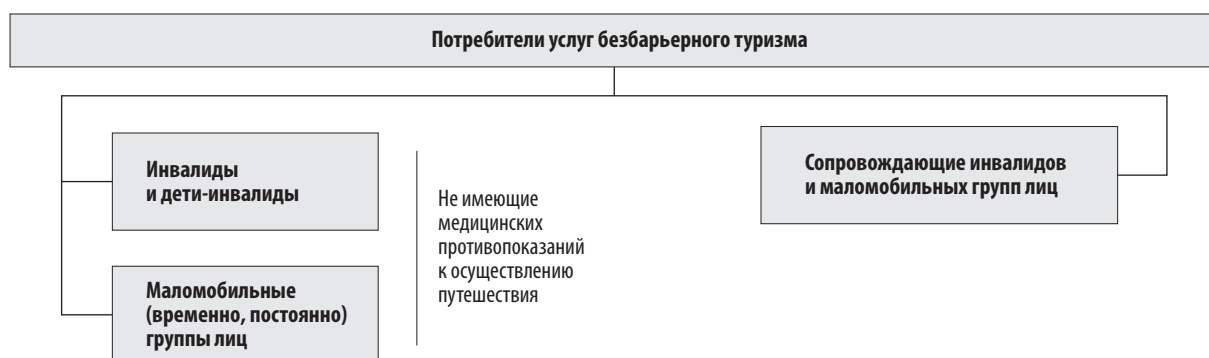 Потребители услуг безбарьерного туризма
Инвалиды
и дети-инвалиды
Не имеющие
медицинских
противопоказаний
к осуществлению
путешествия
Сопровождающие инвалидов
и маломобильных групп лиц
Маломобильные
(временно, постоянно)
группы лиц